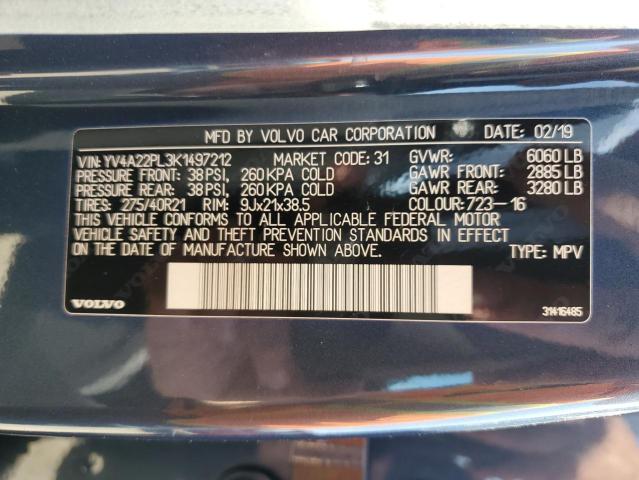 MFD BY VOLVO CAR CORPORATION DATE: 02/19
VIN: YV4A22PL3K1497212 MARKET CODE: 31 GVWR: 6060 LB
PRESSURE FRONT: 38 PSI, 260 KPA COLD GAWR FRONT: 2885 LB
PRESSURE REAR: 38 PSI, 260 KPA COLD GAWR REAR: 3280 LB
TIRES: 275/40R21 RIM: 9Jx21x38.5 COLOUR: 723-16
THIS VEHICLE CONFORMS TO ALL APPLICABLE FEDERAL MOTOR
VEHICLE SAFETY AND THEFT PREVENTION STANDARDS IN EFFECT
ON THE DATE OF MANUFACTURE SHOWN ABOVE. TYPE: MPV
VOLVO 31416485